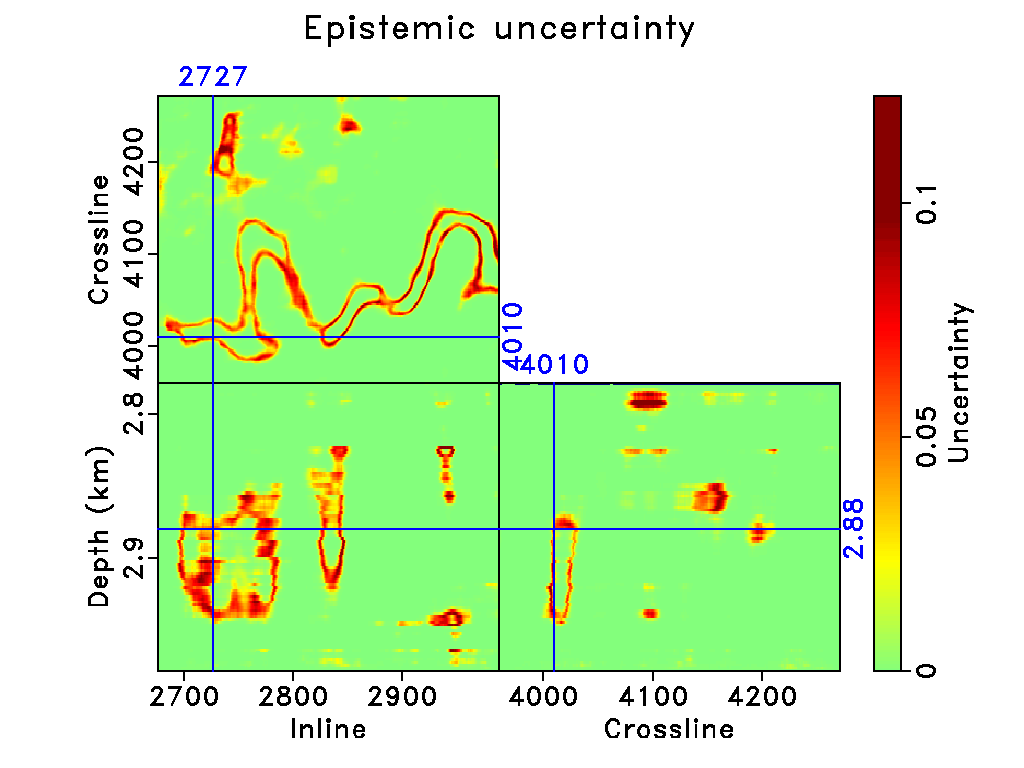 Epistemic uncertainty
2727
Crossline
4200
4100
4000
4010
4010
2.88
Depth (km)
2.8
2.9
2700 2800 2900
Inline
4000 4100 4200
Crossline
0.1
0.05
0
Uncertainty